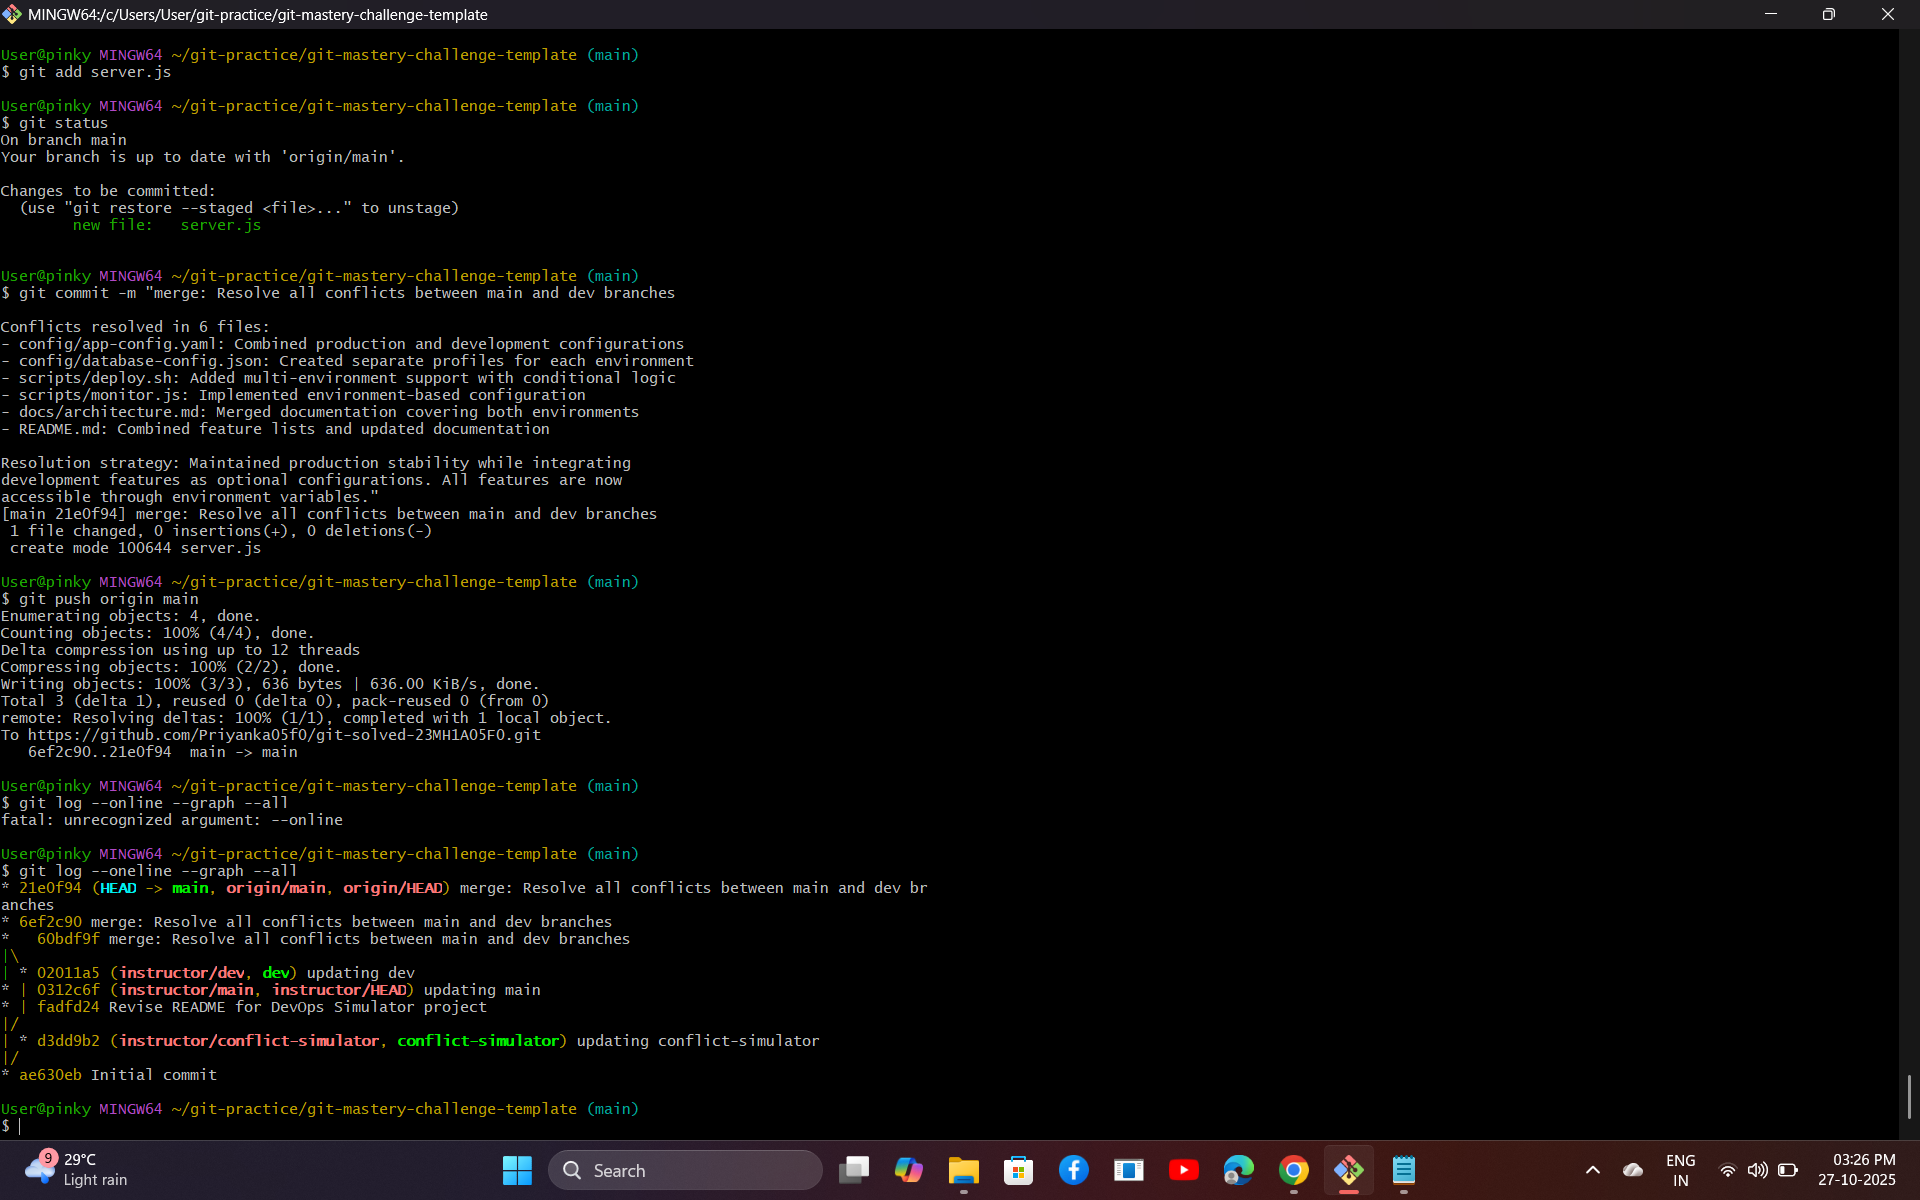 MINGW64:/c/Users/User/git-practice/git-mastery-challenge-template
User@pinky MINGW64 ~/git-practice/git-mastery-challenge-template (main)
$ git add server.js
User@pinky MINGW64 ~/git-practice/git-mastery-challenge-template (main)
$ git status
On branch main
Your branch is up to date with 'origin/main'.
Changes to be committed:
  (use "git restore --staged <file>..." to unstage)
        new file:   server.js
User@pinky MINGW64 ~/git-practice/git-mastery-challenge-template (main)
$ git commit -m "merge: Resolve all conflicts between main and dev branches
Conflicts resolved in 6 files:
- config/app-config.yaml: Combined production and development configurations
- config/database-config.json: Created separate profiles for each environment
- scripts/deploy.sh: Added multi-environment support with conditional logic
- scripts/monitor.js: Implemented environment-based configuration
- docs/architecture.md: Merged documentation covering both environments
- README.md: Combined feature lists and updated documentation
Resolution strategy: Maintained production stability while integrating
development features as optional configurations. All features are now
accessible through environment variables."
[main 21e0f94] merge: Resolve all conflicts between main and dev branches
 1 file changed, 0 insertions(+), 0 deletions(-)
 create mode 100644 server.js
User@pinky MINGW64 ~/git-practice/git-mastery-challenge-template (main)
$ git push origin main
Enumerating objects: 4, done.
Counting objects: 100% (4/4), done.
Delta compression using up to 12 threads
Compressing objects: 100% (2/2), done.
Writing objects: 100% (3/3), 636 bytes | 636.00 KiB/s, done.
Total 3 (delta 1), reused 0 (delta 0), pack-reused 0 (from 0)
remote: Resolving deltas: 100% (1/1), completed with 1 local object.
To https://github.com/Priyanka05f0/git-solved-23MH1A05F0.git
   6ef2c90..21e0f94  main -> main
User@pinky MINGW64 ~/git-practice/git-mastery-challenge-template (main)
$ git log --online --graph --all
fatal: unrecognized argument: --online
User@pinky MINGW64 ~/git-practice/git-mastery-challenge-template (main)
$ git log --oneline --graph --all
* 21e0f94 (HEAD -> main, origin/main, origin/HEAD) merge: Resolve all conflicts between main and dev br
anches
* 6ef2c90 merge: Resolve all conflicts between main and dev branches
*   60bdf9f merge: Resolve all conflicts between main and dev branches
|\
| * 02011a5 (instructor/dev, dev) updating dev
* | 0312c6f (instructor/main, instructor/HEAD) updating main
* | fadfd24 Revise README for DevOps Simulator project
|/
| * d3dd9b2 (instructor/conflict-simulator, conflict-simulator) updating conflict-simulator
|/
* ae630eb Initial commit
User@pinky MINGW64 ~/git-practice/git-mastery-challenge-template (main)
$
9
29°C
Light rain
Search
ENG
IN
03:26 PM
27-10-2025